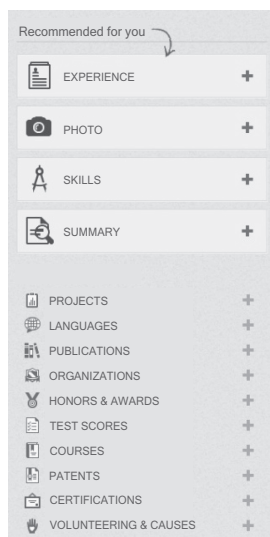 Recommended for you
EXPERIENCE
PHOTO
SKILLS
SUMMARY
PROJECTS
LANGUAGES
PUBLICATIONS
ORGANIZATIONS
HONORS & AWARDS
TEST SCORES
COURSES
PATENTS
CERTIFICATIONS
VOLUNTEERING & CAUSES